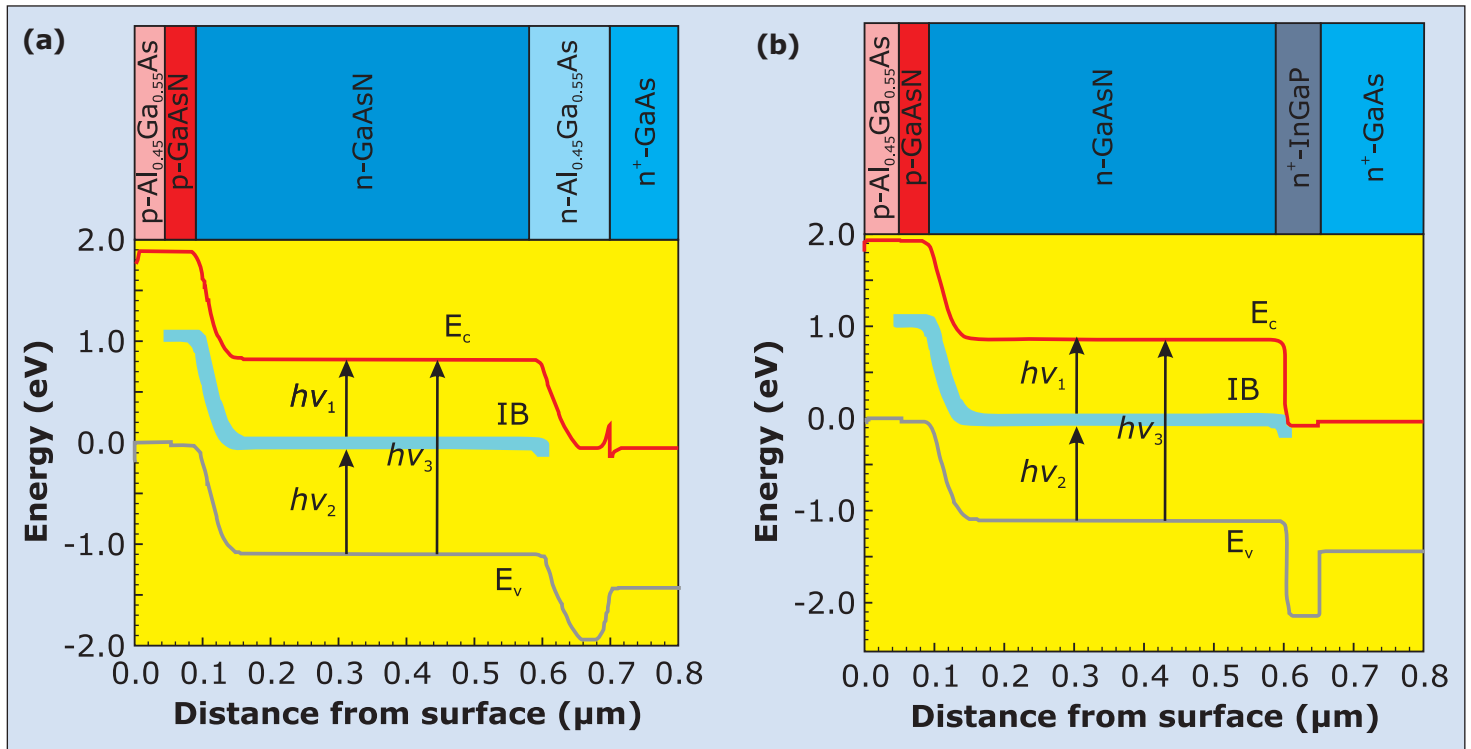 (a)
p-Al0.45Ga0.55As
p-GaAsN
n-GaAsN
n-Al0.45Ga0.55As
n+-GaAs
2.0
1.0
0.0
-1.0
-2.0
Energy (eV)
Ec
IB
Ev
hν1
hν2
hν3
0.0 0.1 0.2 0.3 0.4 0.5 0.6 0.7 0.8
Distance from surface (µm)
(b)
p-Al0.45Ga0.55As
p-GaAsN
n-GaAsN
n+-InGaP
n+-GaAs
2.0
1.0
0.0
-1.0
-2.0
Energy (eV)
Ec
IB
Ev
hν1
hν2
hν3
0.0 0.1 0.2 0.3 0.4 0.5 0.6 0.7 0.8
Distance from surface (µm)